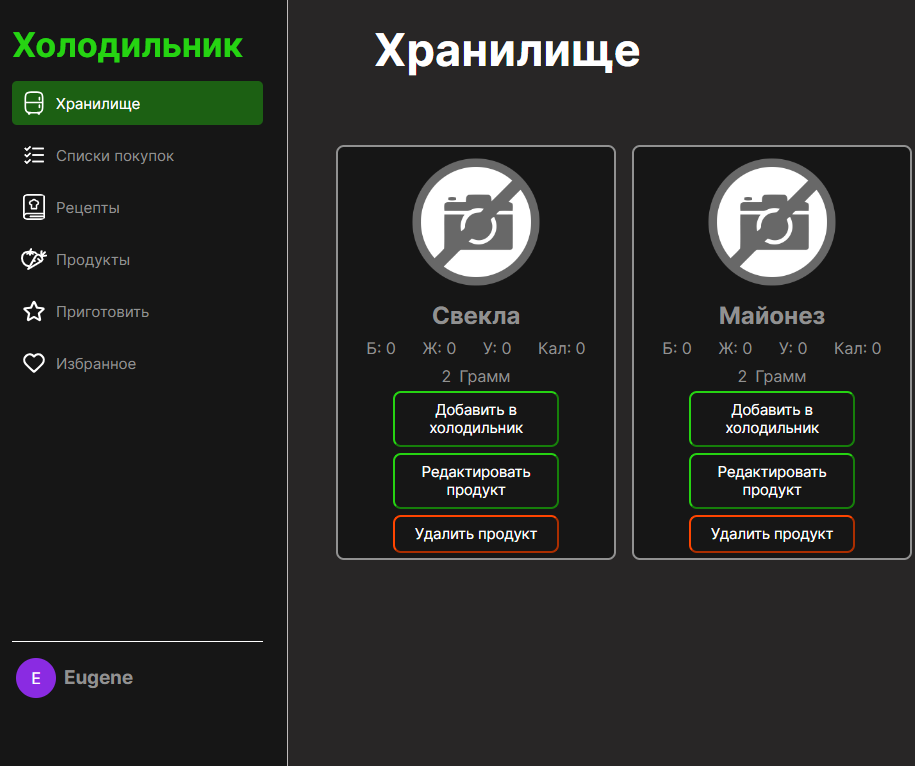 Холодильник
Хранилище
Списки покупок
Рецепты
Продукты
Приготовить
Избранное
E
Eugene
Хранилище
Свекла
Б: 0 Ж: 0 У: 0 Кал: 0
2 Грамм
Добавить в
холодильник
Редактировать
продукт
Удалить продукт
Майонез
Б: 0 Ж: 0 У: 0 Кал: 0
2 Грамм
Добавить в
холодильник
Редактировать
продукт
Удалить продукт